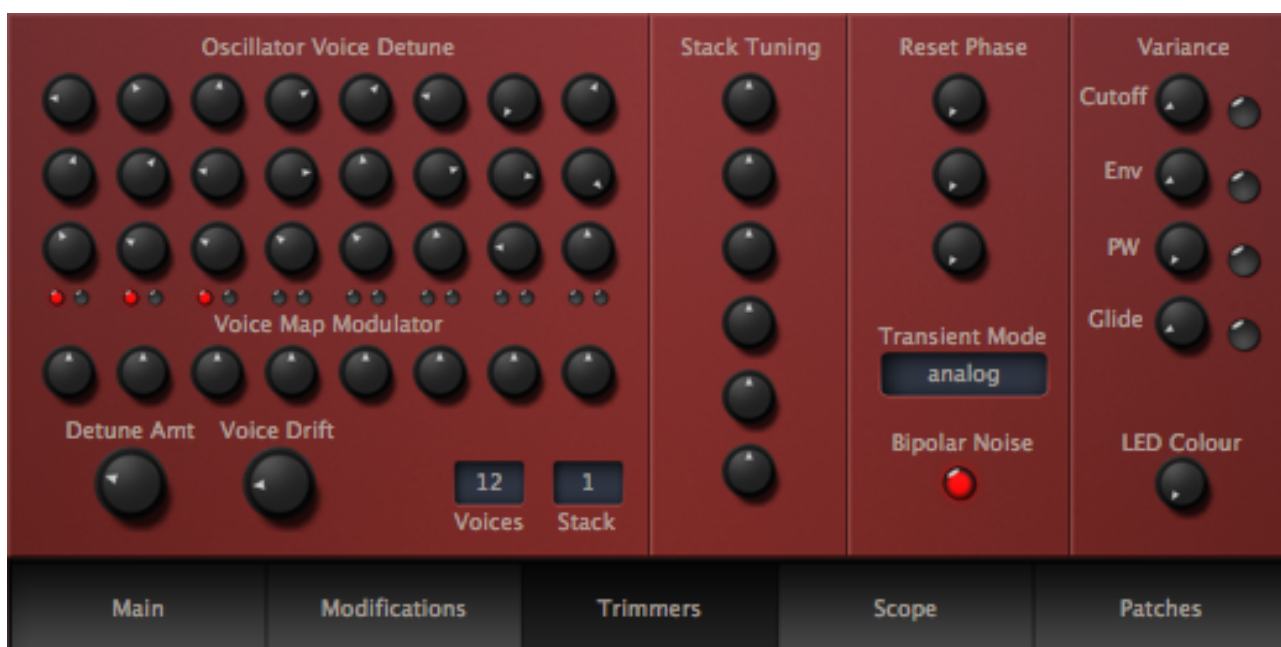 Oscillator Voice Detune
Stack Tuning
Reset Phase
Variance
Cutoff
Env
PW
Glide
Voice Map Modulator
Transient Mode
analog
Detune Amt
Voice Drift
Bipolar Noise
LED Colour
12
1
Voices
Stack
Main
Modifications
Trimmers
Scope
Patches